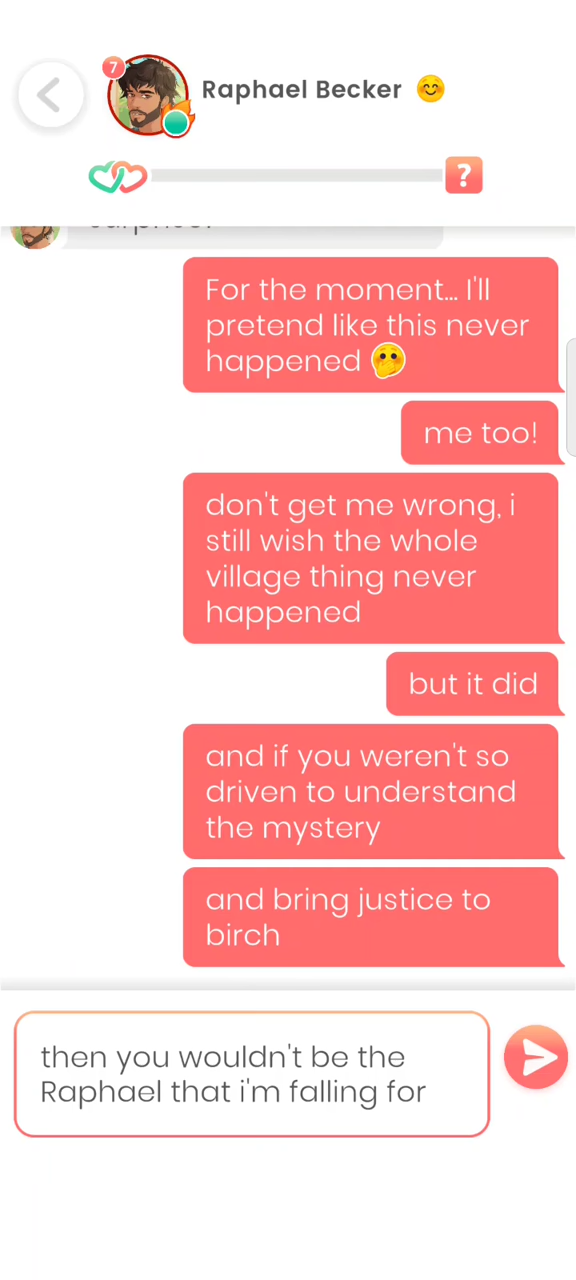 7
Raphael Becker
?
For the moment... I'll
pretend like this never
happened
me too!
don't get me wrong, i
still wish the whole
village thing never
happened
but it did
and if you weren't so
driven to understand
the mystery
and bring justice to
birch
then you wouldn't be the
Raphael that i'm falling for